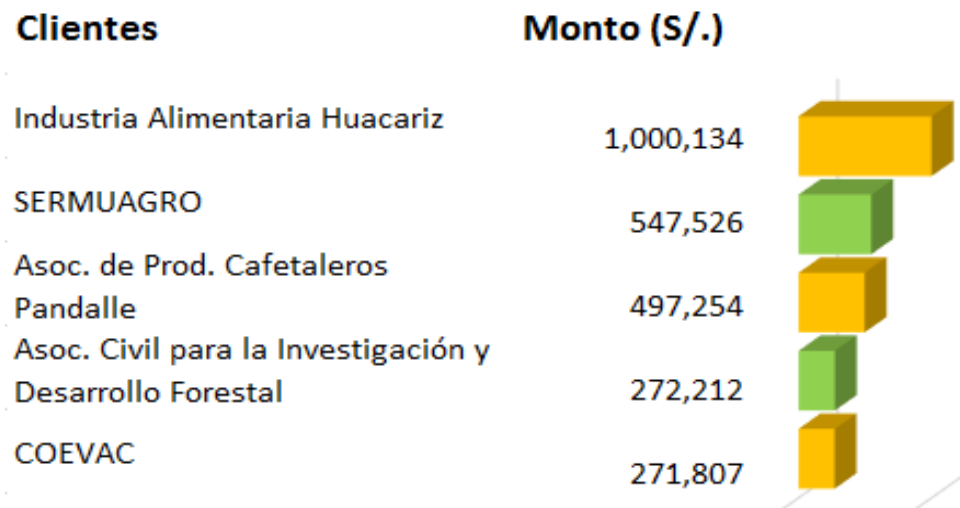 Clientes Monto (S/.)
Industria Alimentaria Huacariz 1,000,134
SERMUAGRO 547,526
Asoc. de Prod. Cafetaleros
Pandalle 497,254
Asoc. Civil para la Investigación y
Desarrollo Forestal 272,212
COEVAC 271,807